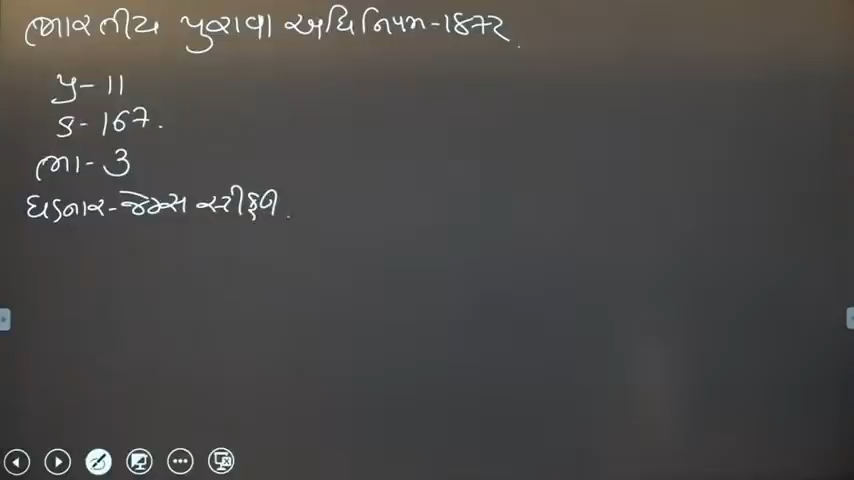 ભારતીય પુરાવા અધિનિયમ-1872.
પ્ર- 11
ક- 167.
ભા- 3
ઘડનાર-જેમ્સ સ્ટીફન.